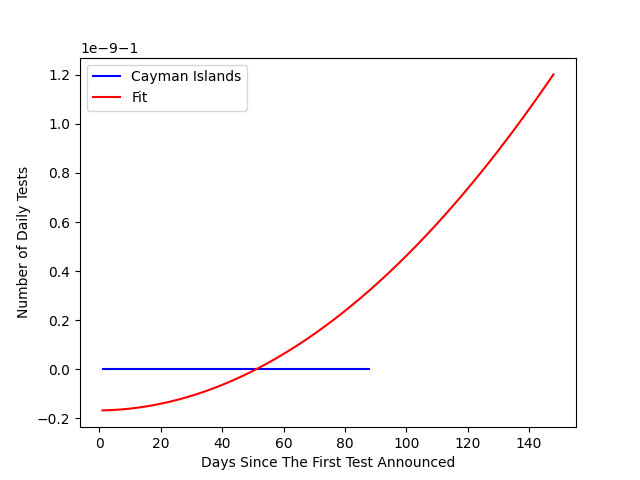 1e−9−1
Cayman Islands
Fit
Number of Daily Tests
1.2
1.0
0.8
0.6
0.4
0.2
0.0
−0.2
0 20 40 60 80 100 120 140
Days Since The First Test Announced